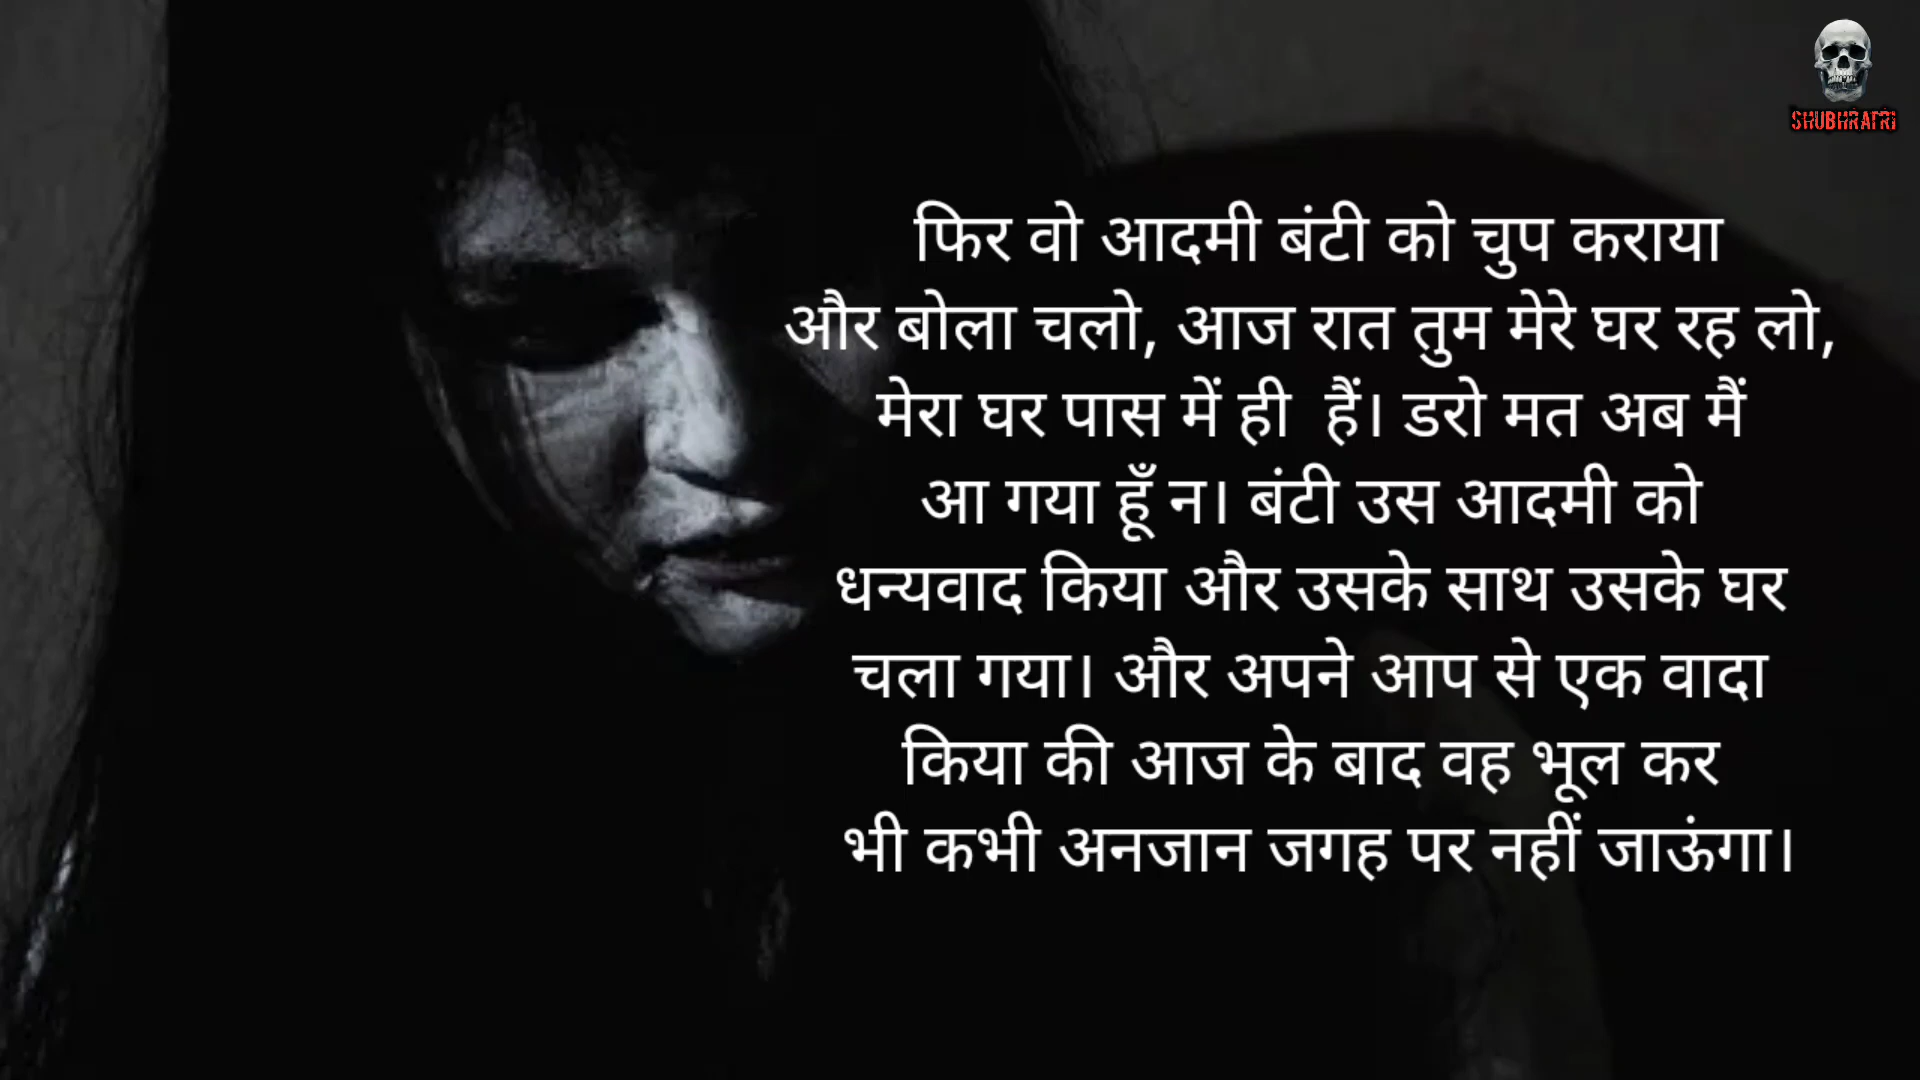 SHUBHRATRI
फिर वो आदमी बंटी को चुप कराया
और बोला चलो, आज रात तुम मेरे घर रह लो,
मेरा घर पास में ही  हैं। डरो मत अब मैं
आ गया हूँ न। बंटी उस आदमी को
धन्यवाद किया और उसके साथ उसके घर
चला गया। और अपने आप से एक वादा
किया की आज के बाद वह भूल कर
भी कभी अनजान जगह पर नहीं जाऊंगा।